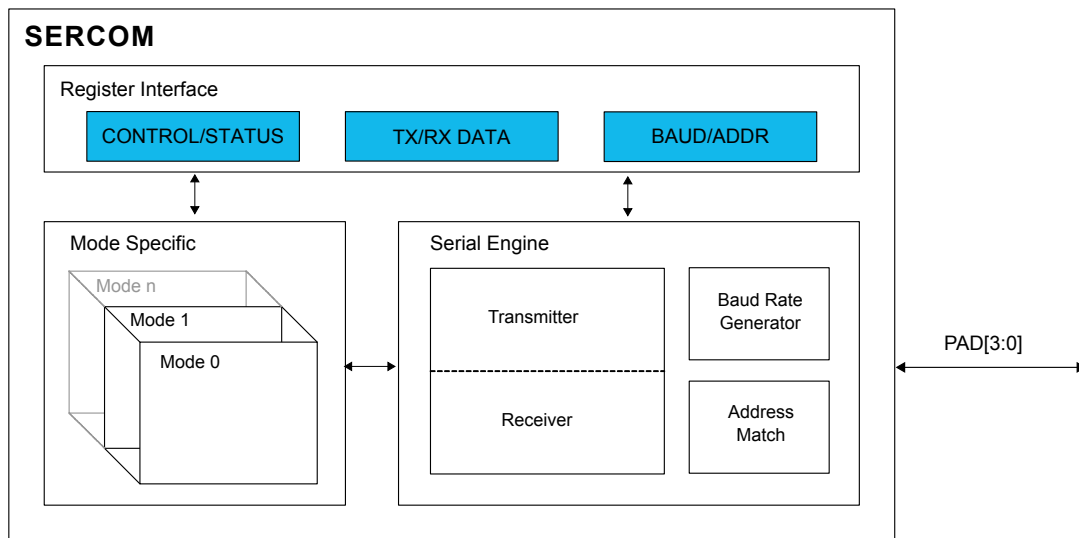 SERCOM
Register Interface
CONTROL/STATUS
TX/RX DATA
BAUD/ADDR
Mode Specific
Mode n
Mode 1
Mode 0
Serial Engine
Transmitter
Receiver
Baud Rate
Generator
Address
Match
PAD[3:0]